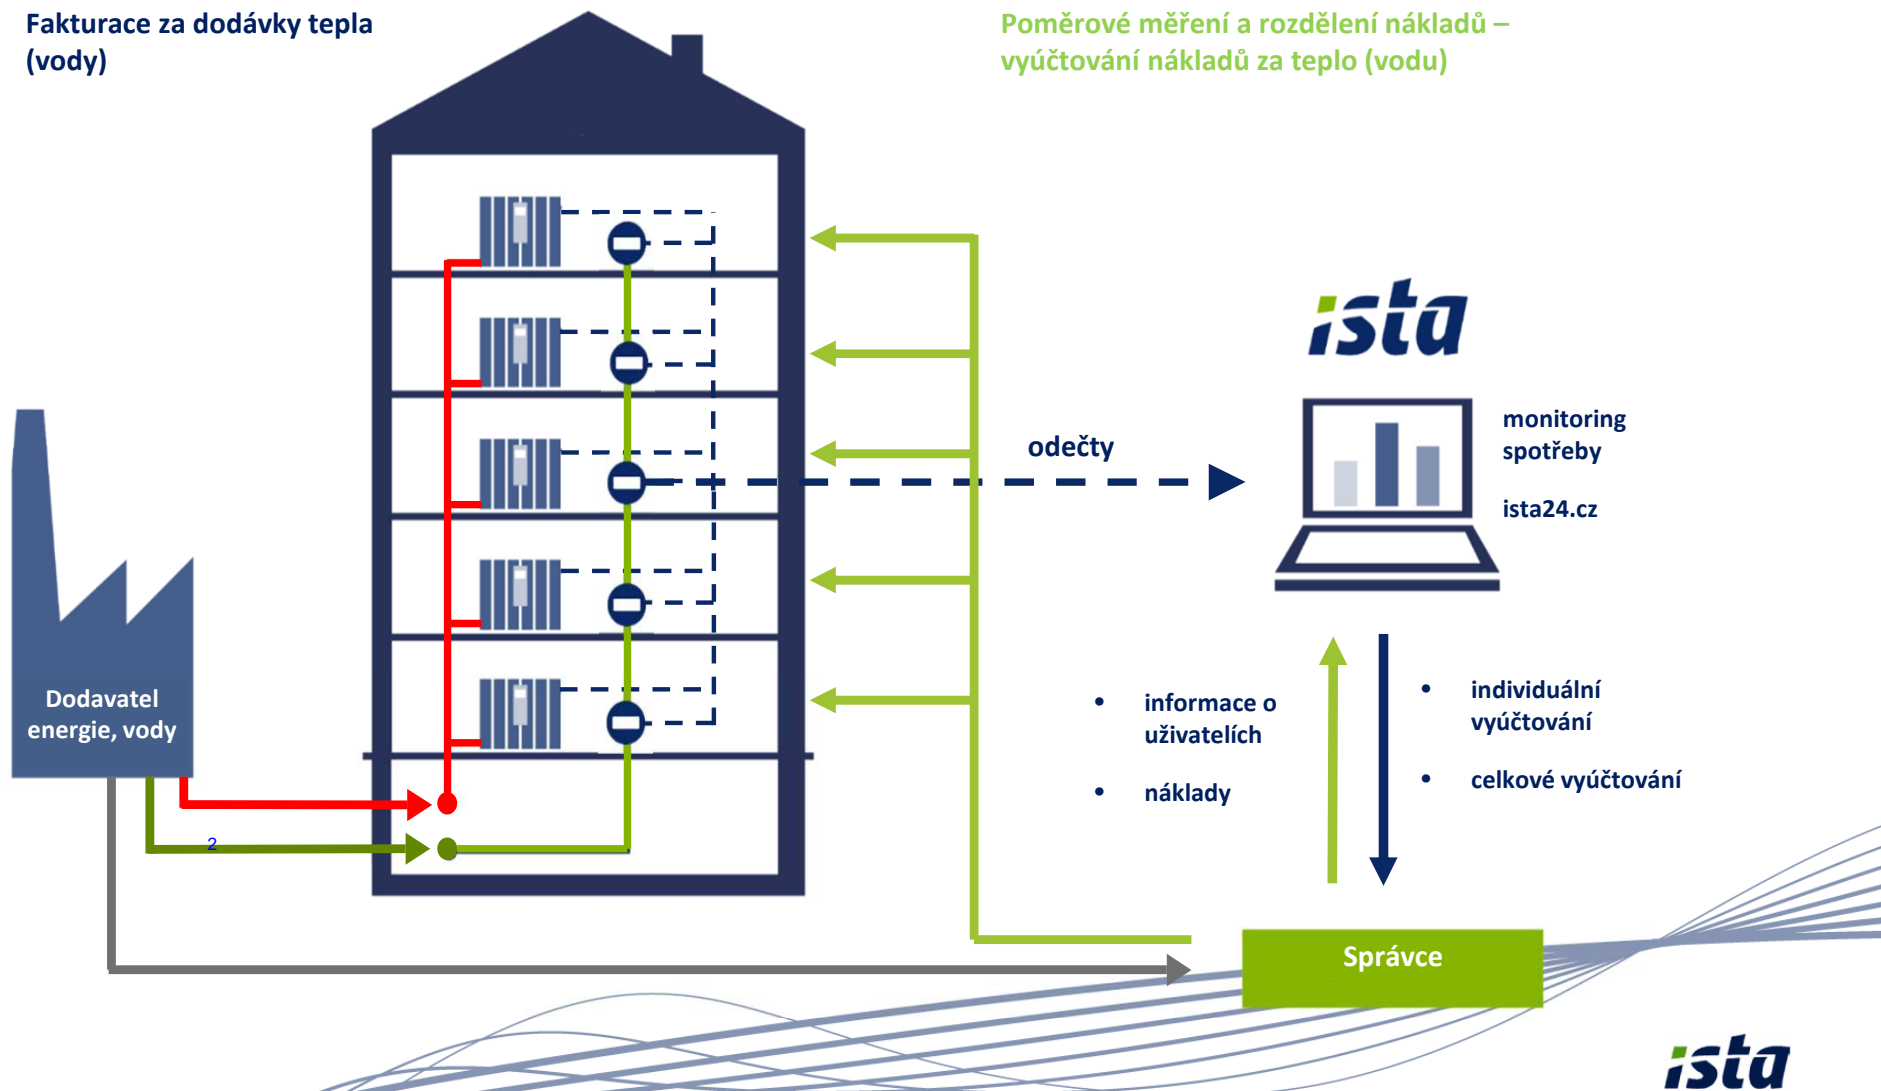 Fakturace za dodávky tepla
(vody)
Poměrové měření a rozdělení nákladů –
vyúčtování nákladů za teplo (vodu)
ista
odečty
monitoring
spotřeby
ista24.cz
Dodavatel
energie, vody
• informace o
uživatelích
• náklady
• individuální
vyúčtování
• celkové vyúčtování
2
Správce
ista